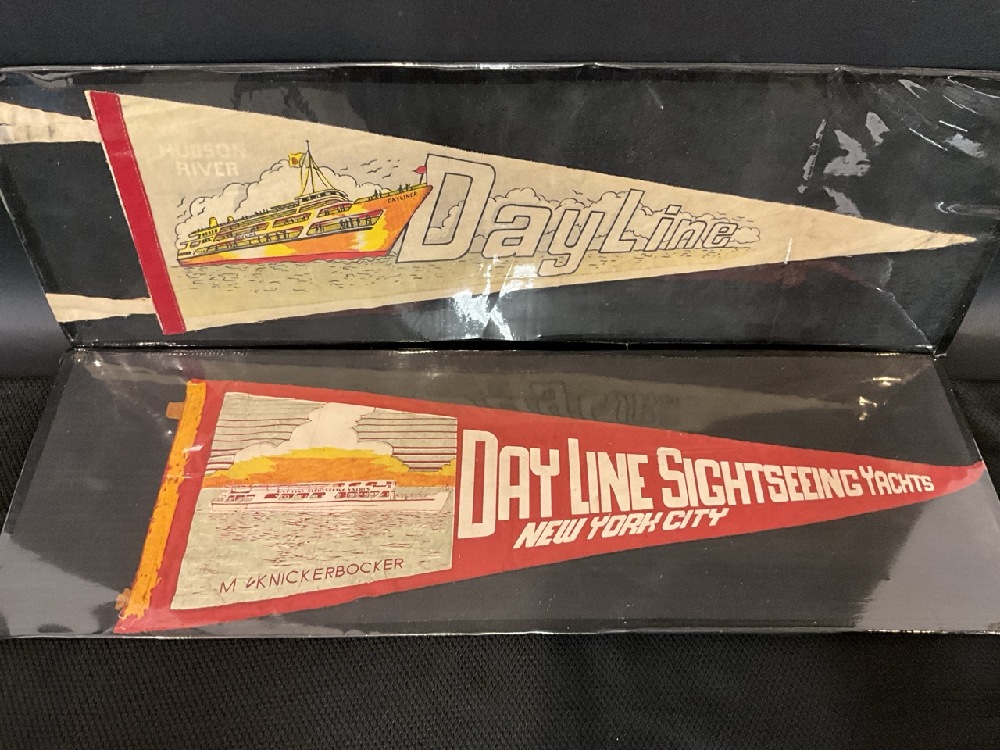 HUDSON
RIVER
DAYLINER
DayLine
DAY LINE SIGHTSEEING YACHTS
NEW YORK CITY
M KNICKERBOCKER